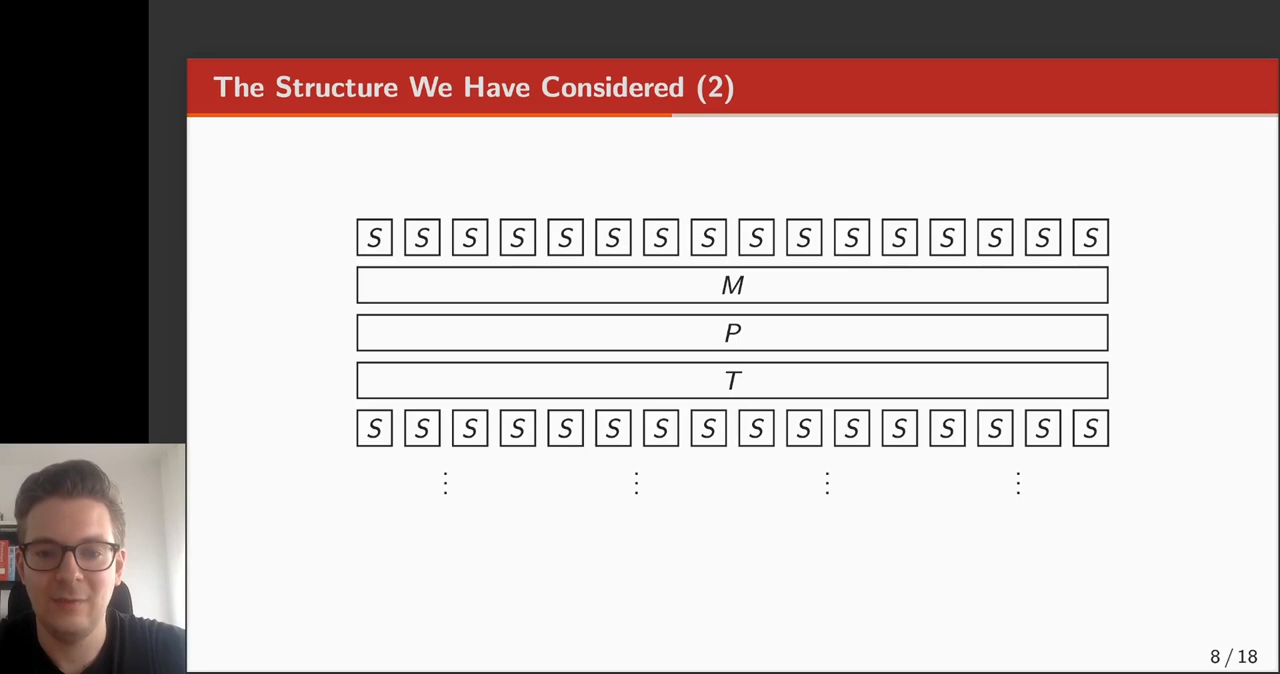 The Structure We Have Considered (2)
S S S S S S S S S S S S S S S S
M
P
T
S S S S S S S S S S S S S S S S
⋮ ⋮ ⋮ ⋮
8 / 18